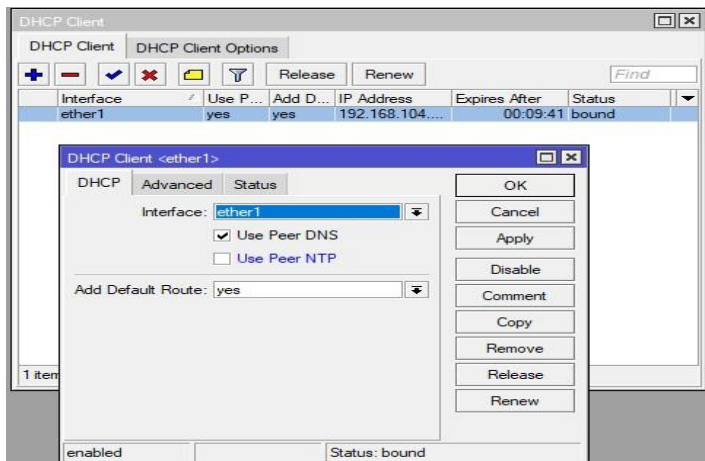 DHCP Client
DHCP Client DHCP Client Options
Release Renew Find
Interface Use P... Add D... IP Address Expires After Status
ether1 yes yes 192.168.104.... 00:09:41 bound
DHCP Client <ether1>
DHCP Advanced Status
Interface: ether1
Use Peer DNS
Use Peer NTP
Add Default Route: yes
OK
Cancel
Apply
Disable
Comment
Copy
Remove
Release
Renew
1 item
enabled Status: bound